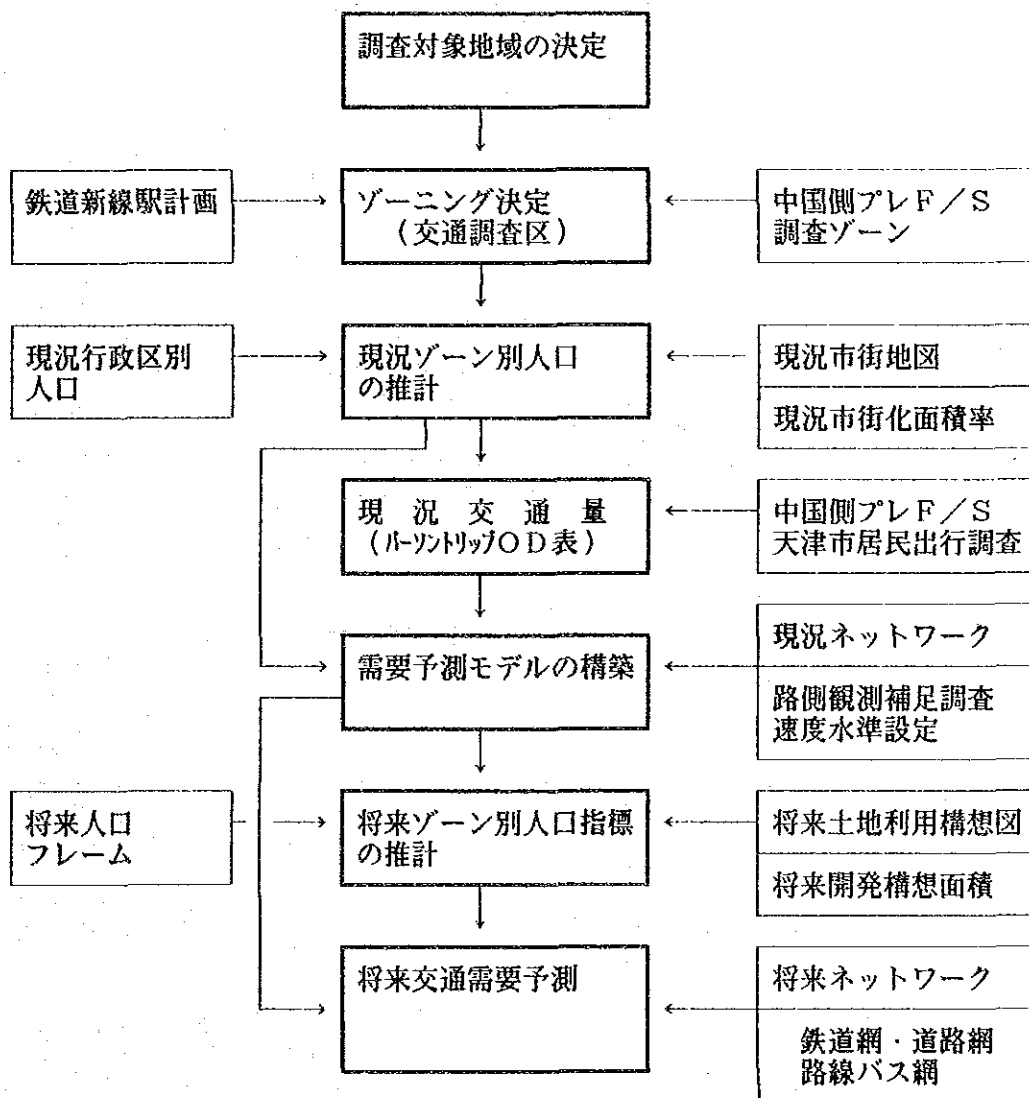 調査対象地域の決定
鉄道新線駅計画
ゾーニング決定
(交通調査区)
中国側プレF/S
調査ゾーン
現況行政区別
人口
現況ゾーン別人口
の推計
現況市街地図
現況市街化面積率
現況交通量
(パーソントリップOD表)
中国側プレF/S
天津市居民出行調査
需要予測モデルの構築
現況ネットワーク
路側観測補足調査
速度水準設定
将来人口
フレーム
将来ゾーン別人口指標
の推計
将来土地利用構想図
将来開発構想面積
将来交通需要予測
将来ネットワーク
鉄道網・道路網
路線バス網